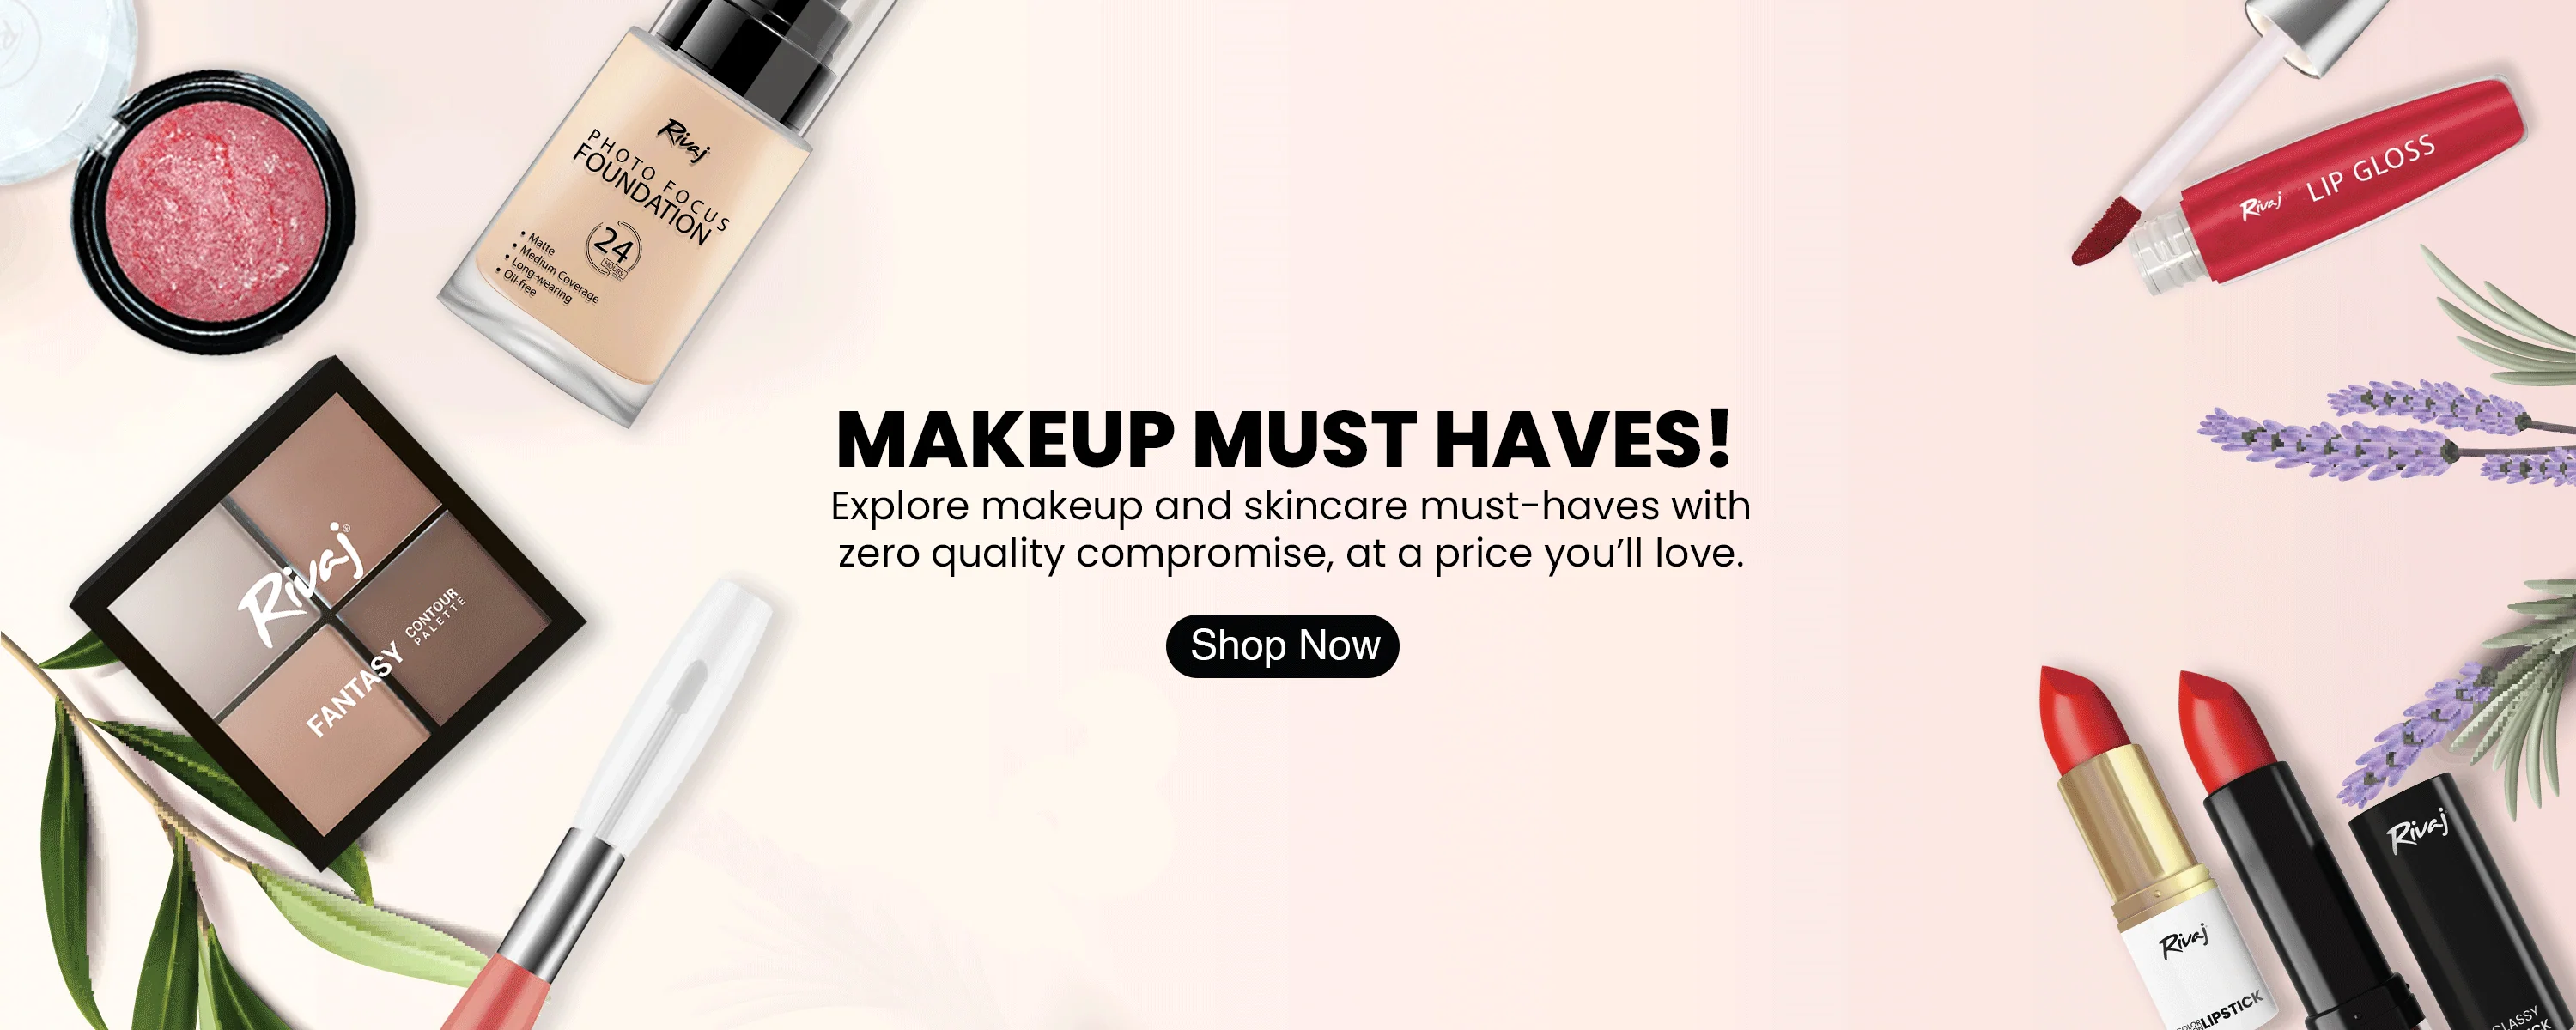 Rivaj
PHOTO FOCUS
FOUNDATION
24
HOURS
• Matte
• Medium Coverage
• Long-wearing
• Oil-free
Rivaj LIP GLOSS
MAKEUP MUST HAVES!
Explore makeup and skincare must-haves with
zero quality compromise, at a price you’ll love.
Shop Now
Rivaj®
FANTASY
CONTOUR
PALETTE
Rivaj
LIPSTICK
Rivaj